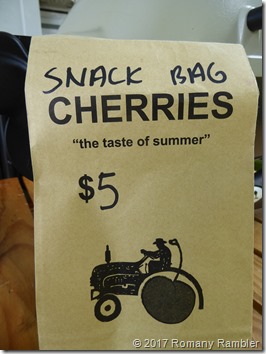 SNACK BAG
CHERRIES
"the taste of summer"
$5
© 2017 Romany Rambler